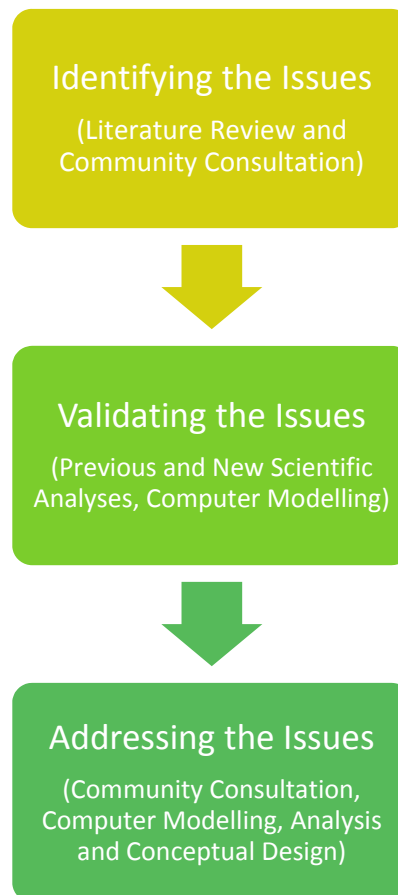 Identifying the Issues
(Literature Review and
Community Consultation)
Validating the Issues
(Previous and New Scientific
Analyses, Computer Modelling)
Addressing the Issues
(Community Consultation,
Computer Modelling, Analysis
and Conceptual Design)